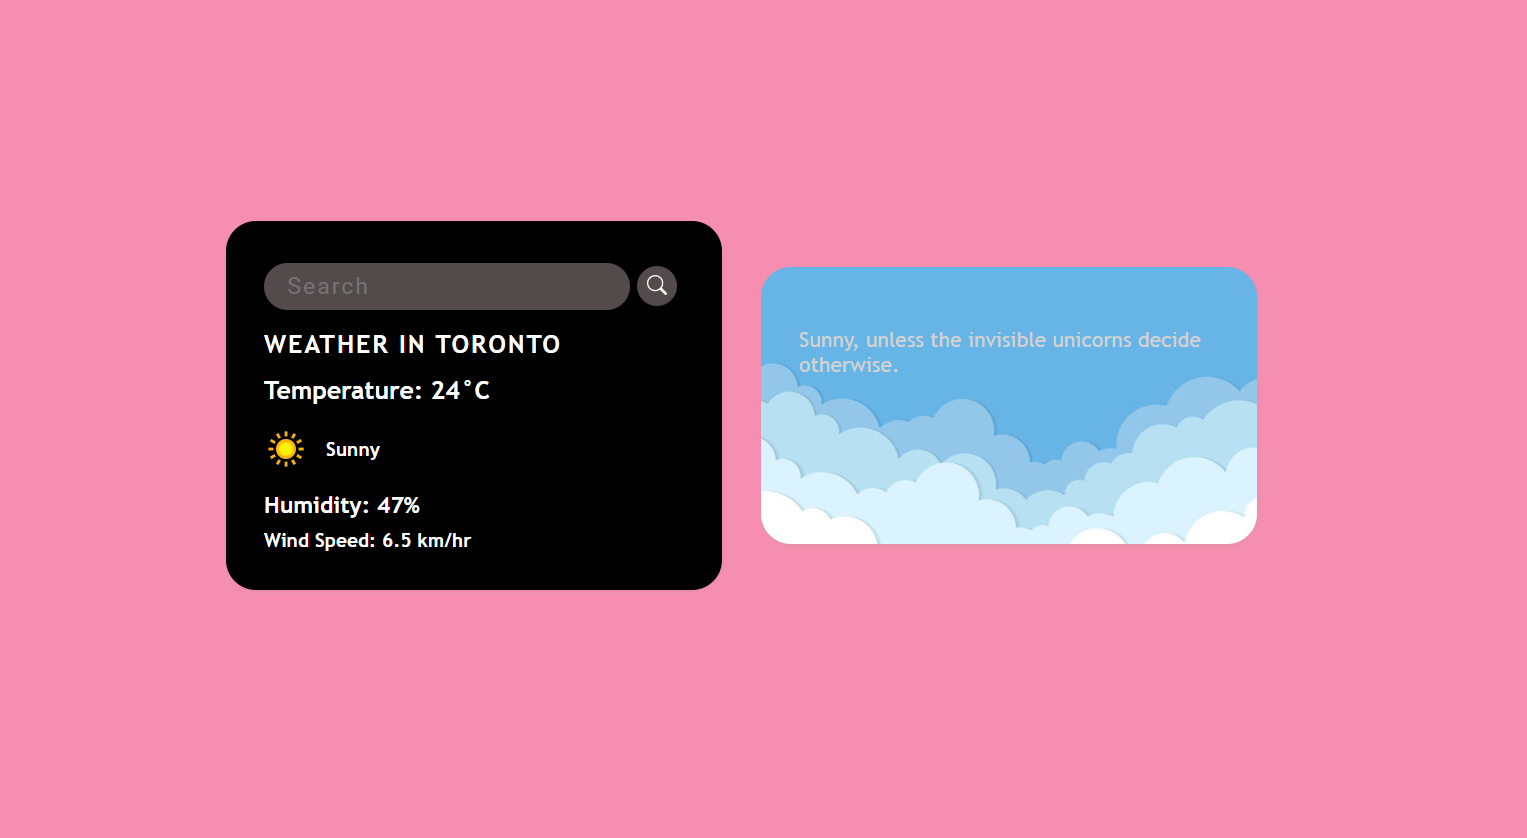 Search
WEATHER IN TORONTO
Temperature: 24°C
Sunny
Humidity: 47%
Wind Speed: 6.5 km/hr
Sunny, unless the invisible unicorns decide
otherwise.